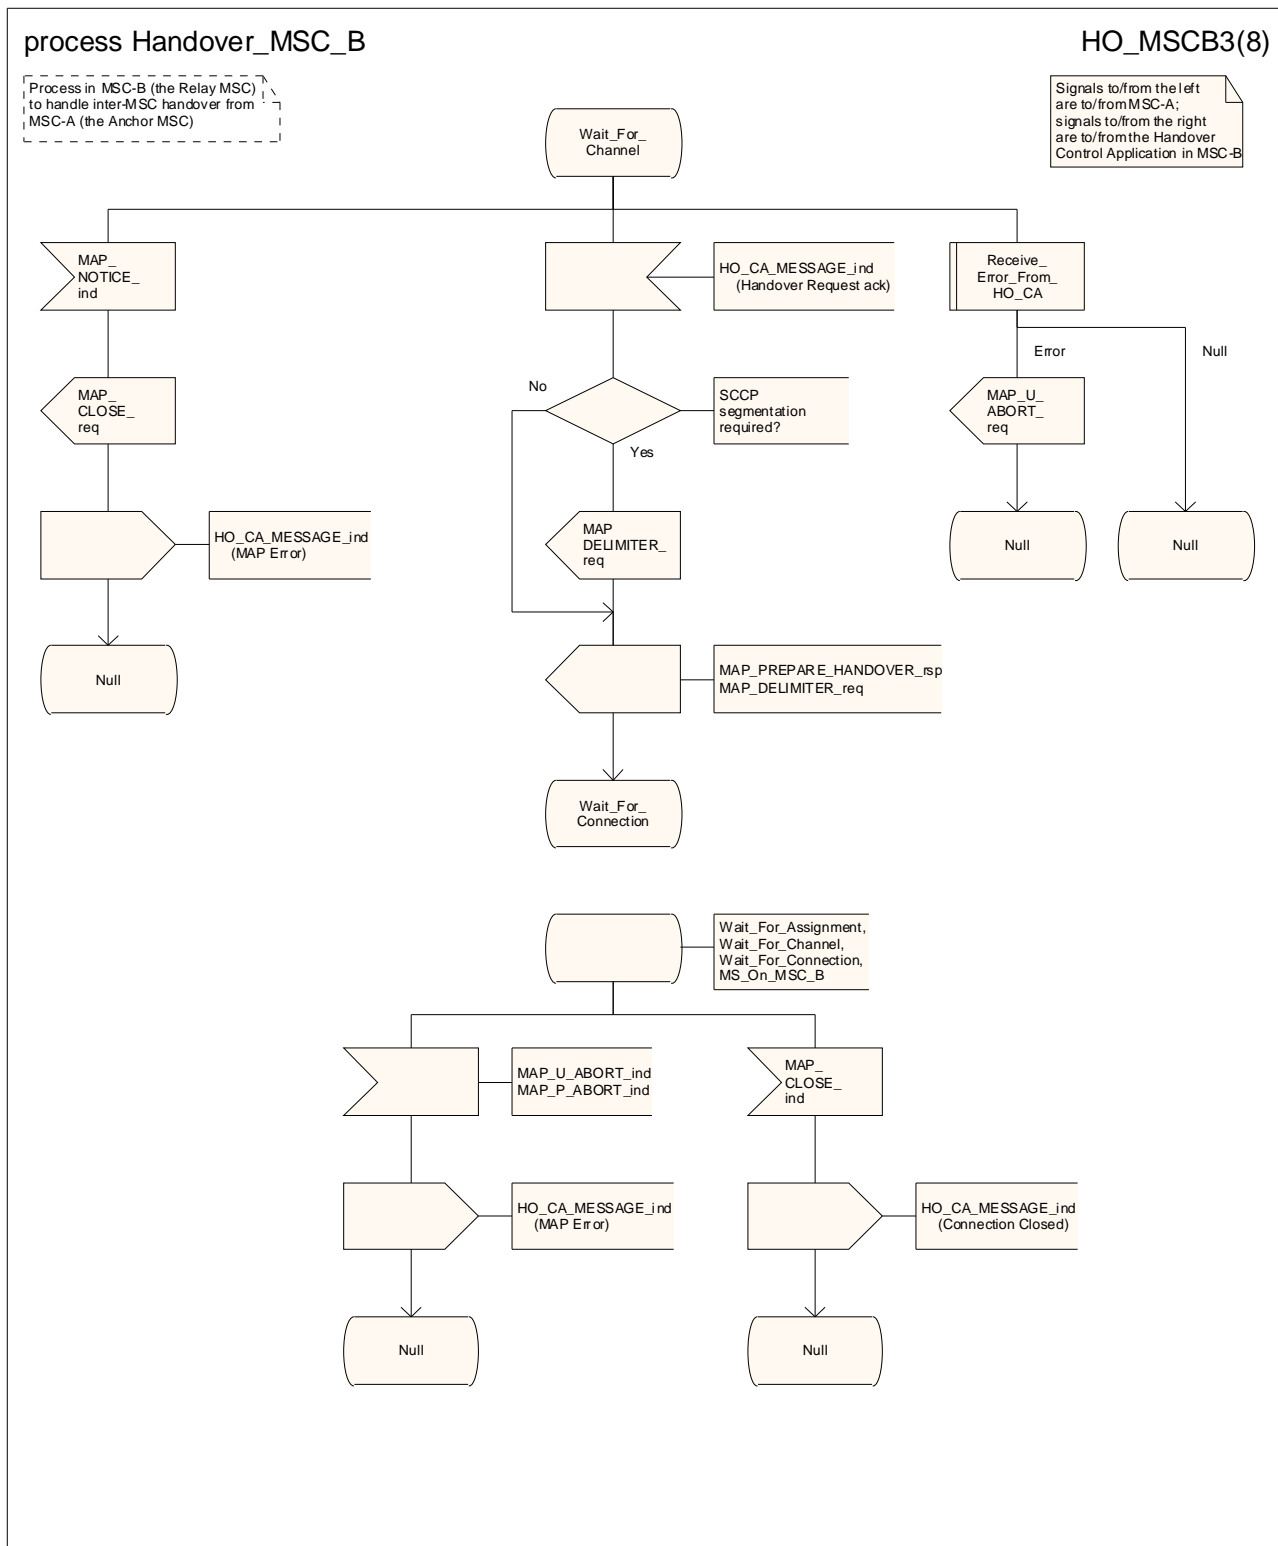 process Handover_MSC_B
HO_MSCB3(8)
Process in MSC-B (the Relay MSC)
to handle inter-MSC handover from
MSC-A (the Anchor MSC)
Signals to/from the left
are to/from MSC-A;
signals to/from the right
are to/from the Handover
Control Application in MSC-B
Wait_For_
Channel
MAP_
NOTICE_
ind
HO_CA_MESSAGE_ind
(Handover Request ack)
Receive_
Error_From_
HO_CA
Error
Null
No
SCCP
segmentation
required?
Yes
MAP_
CLOSE_
req
MAP_U_
ABORT_
req
HO_CA_MESSAGE_ind
(MAP Error)
MAP
DELIMITER_
req
Null
Null
Null
MAP_PREPARE_HANDOVER_rsp
MAP_DELIMITER_req
Wait_For_
Connection
Wait_For_Assignment,
Wait_For_Channel,
Wait_For_Connection,
MS_On_MSC_B
MAP_U_ABORT_ind
MAP_P_ABORT_ind
MAP_
CLOSE_
ind
HO_CA_MESSAGE_ind
(MAP Error)
HO_CA_MESSAGE_ind
(Connection Closed)
Null
Null